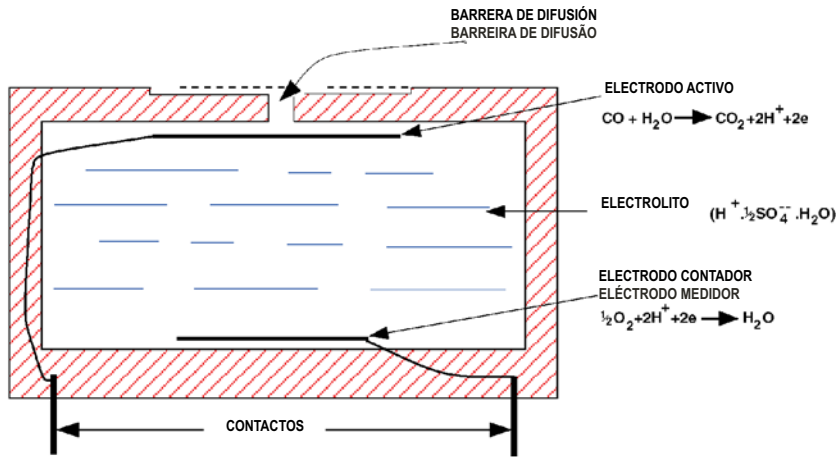 BARRERA DE DIFUSIÓN
BARREIRA DE DIFUSÃO
ELECTRODO ACTIVO
CO + H₂O → CO₂+2H⁺+2e
ELECTROLITO (H⁺.½SO₄⁻⁻.H₂O)
ELECTRODO CONTADOR
ELÉCTRODO MEDIDOR
½O₂+2H⁺+2e → H₂O
CONTACTOS